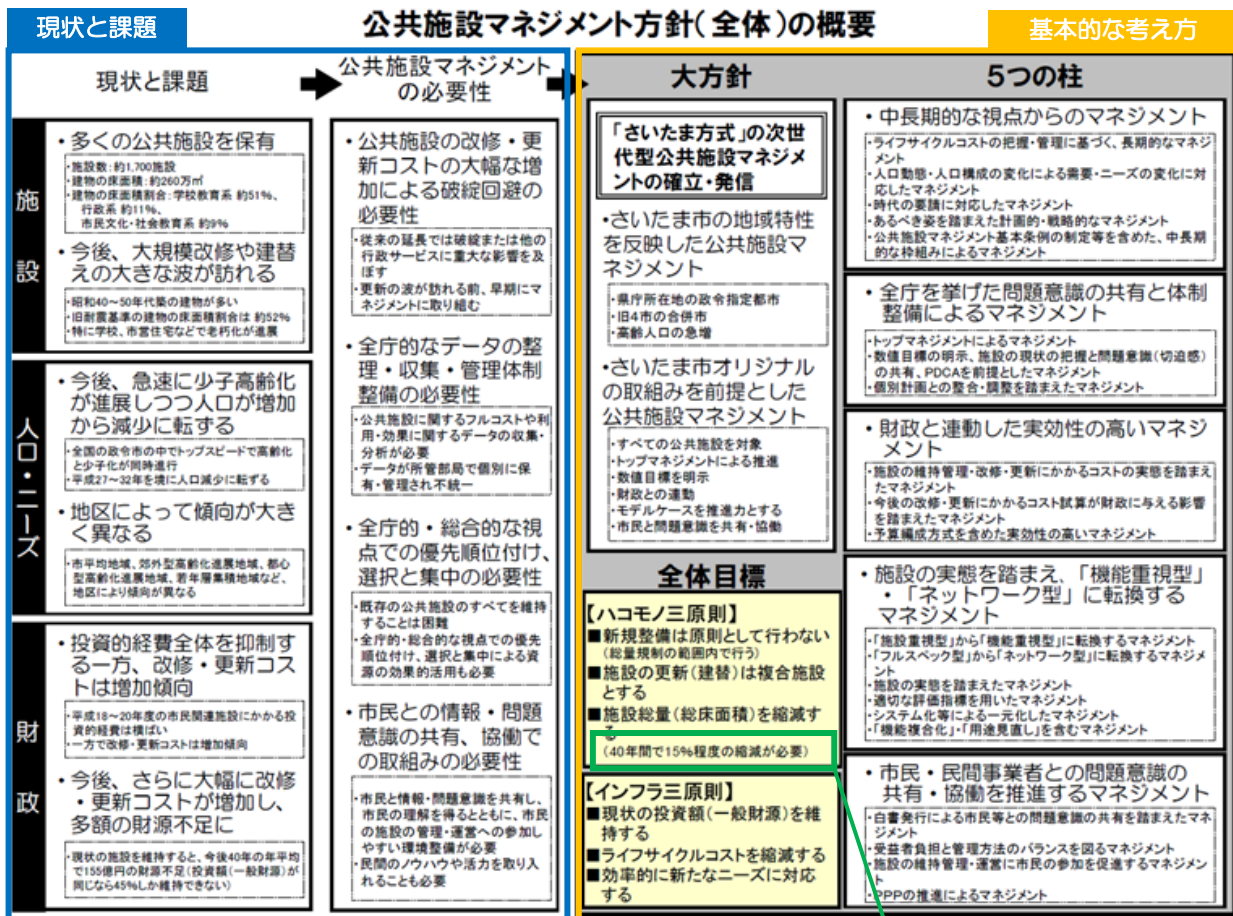 現状と課題
公共施設マネジメント方針(全体)の概要
基本的な考え方
現状と課題
施設
・多くの公共施設を保有
・施設数:約1,700施設
・建物の床面積:約260万㎡
・建物の床面積割合:学校教育系 約51%、
行政系 約11%、
市民文化・社会教育系 約9%
・今後、大規模改修や建替
えの大きな波が訪れる
・昭和40~50年代築の建物が多い
・旧耐震基準の建物の床面積割合は 約52%
・特に学校、市営住宅などで老朽化が進展
人口・ニーズ
・今後、急速に少子高齢化
が進展しつつ人口が増加
から減少に転ずる
・全国の政令市の中でトップスピードで高齢化
と少子化が同時進行
・平成27~32年を境に人口減少に転ずる
・地区によって傾向が大き
く異なる
・市平均地域、郊外型高齢化進展地域、都心
型高齢化進展地域、若年層集積地域など、
地区により傾向が異なる
財政
・投資的経費全体を抑制す
る一方、改修・更新コス
トは増加傾向
・平成18~20年度の市民関連施設にかかる投
資的経費は横ばい
・一方で改修・更新コストは増加傾向
・今後、さらに大幅に改修
・更新コストが増加し、
多額の財源不足に
・現状の施設を維持すると、今後40年の年平均
で155億円の財源不足(投資額(一般財源)が
同じなら45%しか維持できない)
公共施設マネジメント
の必要性
・公共施設の改修・更
新コストの大幅な増
加による破綻回避の
必要性
・従来の延長では破綻または他の
行政サービスに重大な影響を及
ぼす
・更新の波が訪れる前、早期にマ
ネジメントに取り組む
・全庁的なデータの整
理・収集・管理体制
整備の必要性
・公共施設に関するフルコストや利
用・効果に関するデータの収集・
分析が必要
・データが所管部局で個別に保
有・管理され不統一
・全庁的・総合的な視
点での優先順位付け、
選択と集中の必要性
・既存の公共施設のすべてを維持
することは困難
・全庁的・総合的な視点での優先
順位付け、選択と集中による資
源の効果的活用も必要
・市民との情報・問題
意識の共有、協働で
の取組みの必要性
・市民と情報・問題意識を共有し、
市民の理解を得るとともに、市民
の施設の管理・運営への参加し
やすい環境整備が必要
・民間のノウハウや活力を取り入
れることも必要
大方針
「さいたま方式」の次世
代型公共施設マネジメ
ントの確立・発信
・さいたま市の地域特性
を反映した公共施設マ
ネジメント
・県庁所在地の政令指定都市
・旧4市の合併市
・高齢人口の急増
・さいたま市オリジナル
の取組みを前提とした
公共施設マネジメント
・すべての公共施設を対象
・トップマネジメントによる推進
・数値目標を明示
・財政との連動
・モデルケースを推進力とする
・市民と問題意識を共有・協働
全体目標
【ハコモノ三原則】
■新規整備は原則として行わない
(総量規制の範囲内で行う)
■施設の更新(建替)は複合施設
とする
■施設総量(総床面積)を縮減す
る
(40年間で15%程度の縮減が必要)
【インフラ三原則】
■現状の投資額(一般財源)を維
持する
■ライフサイクルコストを縮減する
■効率的に新たなニーズに対応
する
5つの柱
・中長期的な視点からのマネジメント
・ライフサイクルコストの把握・管理に基づく、長期的なマネジ
メント
・人口動態・人口構成の変化による需要・ニーズの変化に対
応したマネジメント
・時代の要請に対応したマネジメント
・あるべき姿を踏まえた計画的・戦略的なマネジメント
・公共施設マネジメント基本条例の制定等を含めた、中長期
的な枠組みによるマネジメント
・全庁を挙げた問題意識の共有と体制
整備によるマネジメント
・トップマネジメントによるマネジメント
・数値目標の明示、施設の現状の把握と問題意識(切迫感)
の共有、PDCAを前提としたマネジメント
・個別計画との整合・調整を踏まえたマネジメント
・財政と連動した実効性の高いマネジ
メント
・施設の維持管理・改修・更新にかかるコストの実態を踏まえ
たマネジメント
・今後の改修・更新にかかるコスト試算が財政に与える影響
を踏まえたマネジメント
・予算編成方式を含めた実効性の高いマネジメント
・施設の実態を踏まえ、「機能重視型」
・「ネットワーク型」に転換する
マネジメント
・「施設重視型」から「機能重視型」に転換するマネジメント
・「フルスペック型」から「ネットワーク型」に転換するマネジメ
ント
・施設の実態を踏まえたマネジメント
・適切な評価指標を用いたマネジメント
・システム化等による一元化したマネジメント
・「機能複合化」・「用途見直し」を含むマネジメント
・市民・民間事業者との問題意識の
共有・協働を推進するマネジメント
・白書発行による市民等との問題意識の共有を踏まえたマネ
ジメント
・受益者負担と管理方法のバランスを図るマネジメント
・施設の維持管理・運営に市民の参加を促進するマネジメン
ト
・PPPの推進によるマネジメント